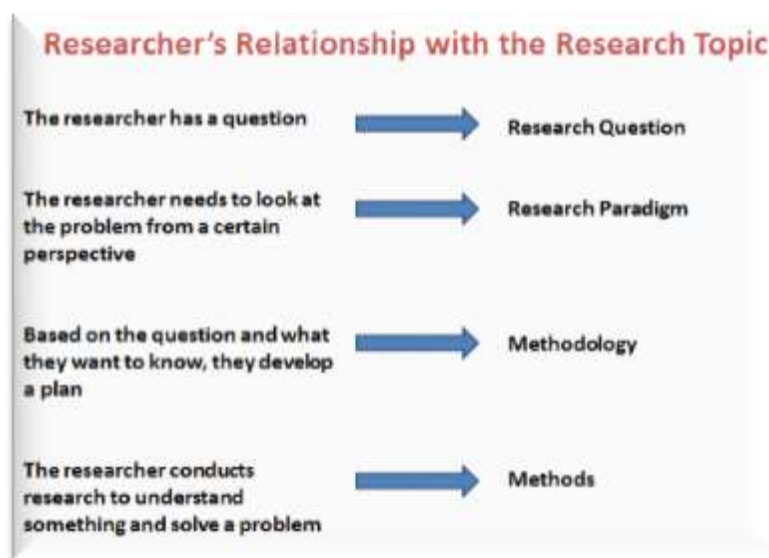 Researcher's Relationship with the Research Topic
The researcher has a question
Research Question
The researcher needs to look at
the problem from a certain
perspective
Research Paradigm
Based on the question and what
they want to know, they develop
a plan
Methodology
The researcher conducts
research to understand
something and solve a problem
Methods